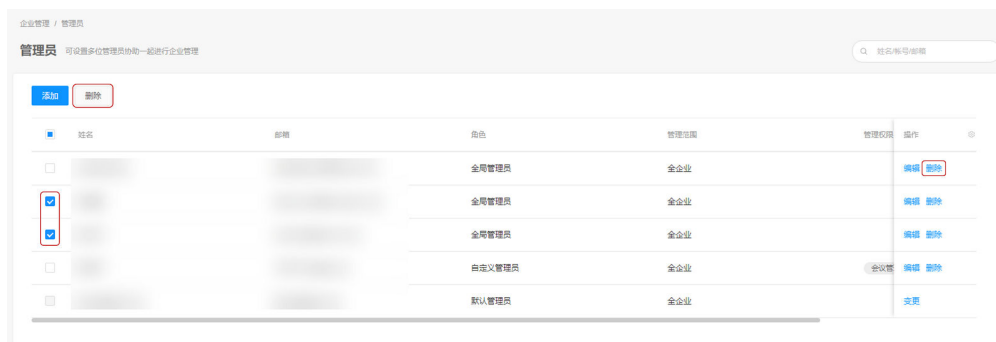 企业管理 / 管理员
管理员 可设置多位管理员协助一起进行企业管理
姓名/帐号/邮箱
添加 删除
姓名 邮箱 角色 管理范围 管理权限 操作
全局管理员 全企业 编辑 删除
全局管理员 全企业 编辑 删除
全局管理员 全企业 编辑 删除
自定义管理员 全企业 会议管 编辑 删除
默认管理员 全企业 变更